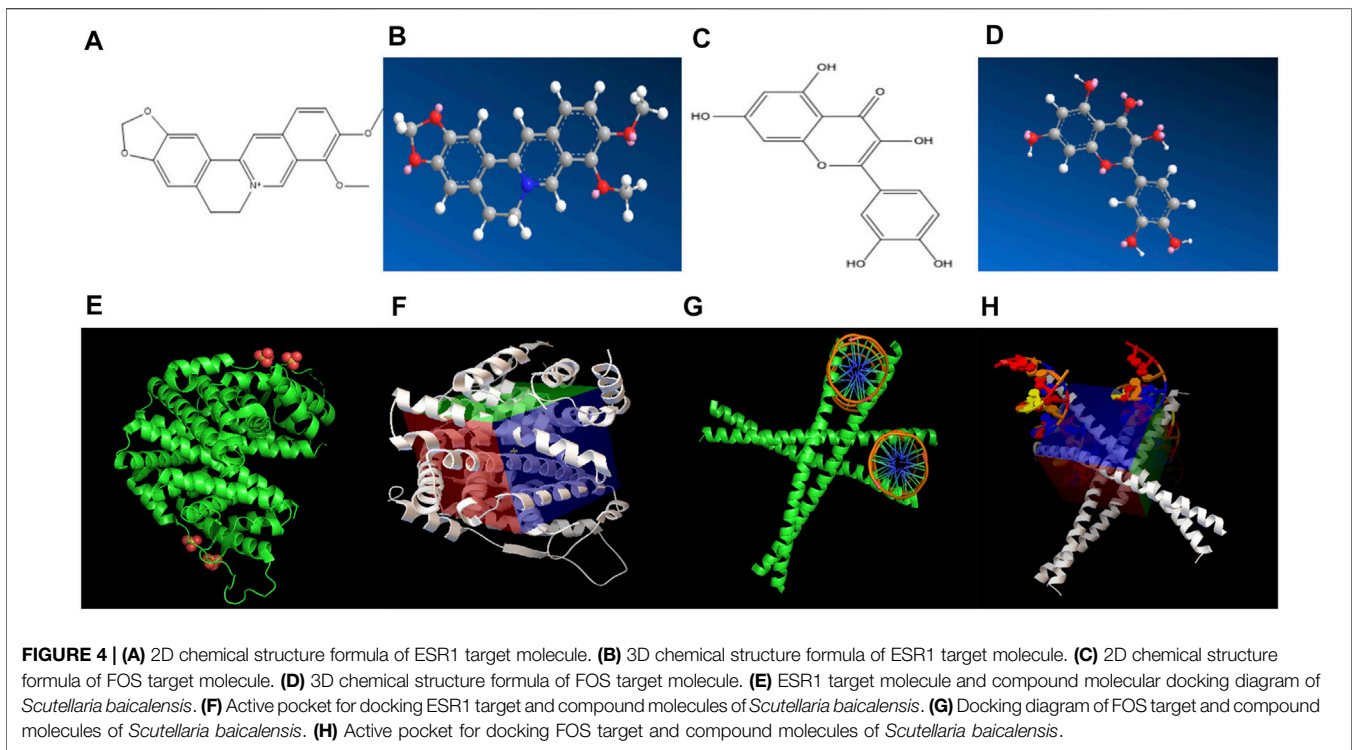 A
B
C
D
O
O
N+
O
O
OH
O
HO
OH
O
HO
OH
E
F
G
H
FIGURE 4 | (A) 2D chemical structure formula of ESR1 target molecule. (B) 3D chemical structure formula of ESR1 target molecule. (C) 2D chemical structure
formula of FOS target molecule. (D) 3D chemical structure formula of FOS target molecule. (E) ESR1 target molecule and compound molecular docking diagram of
Scutellaria baicalensis. (F) Active pocket for docking ESR1 target and compound molecules of Scutellaria baicalensis. (G) Docking diagram of FOS target and compound
molecules of Scutellaria baicalensis. (H) Active pocket for docking FOS target and compound molecules of Scutellaria baicalensis.